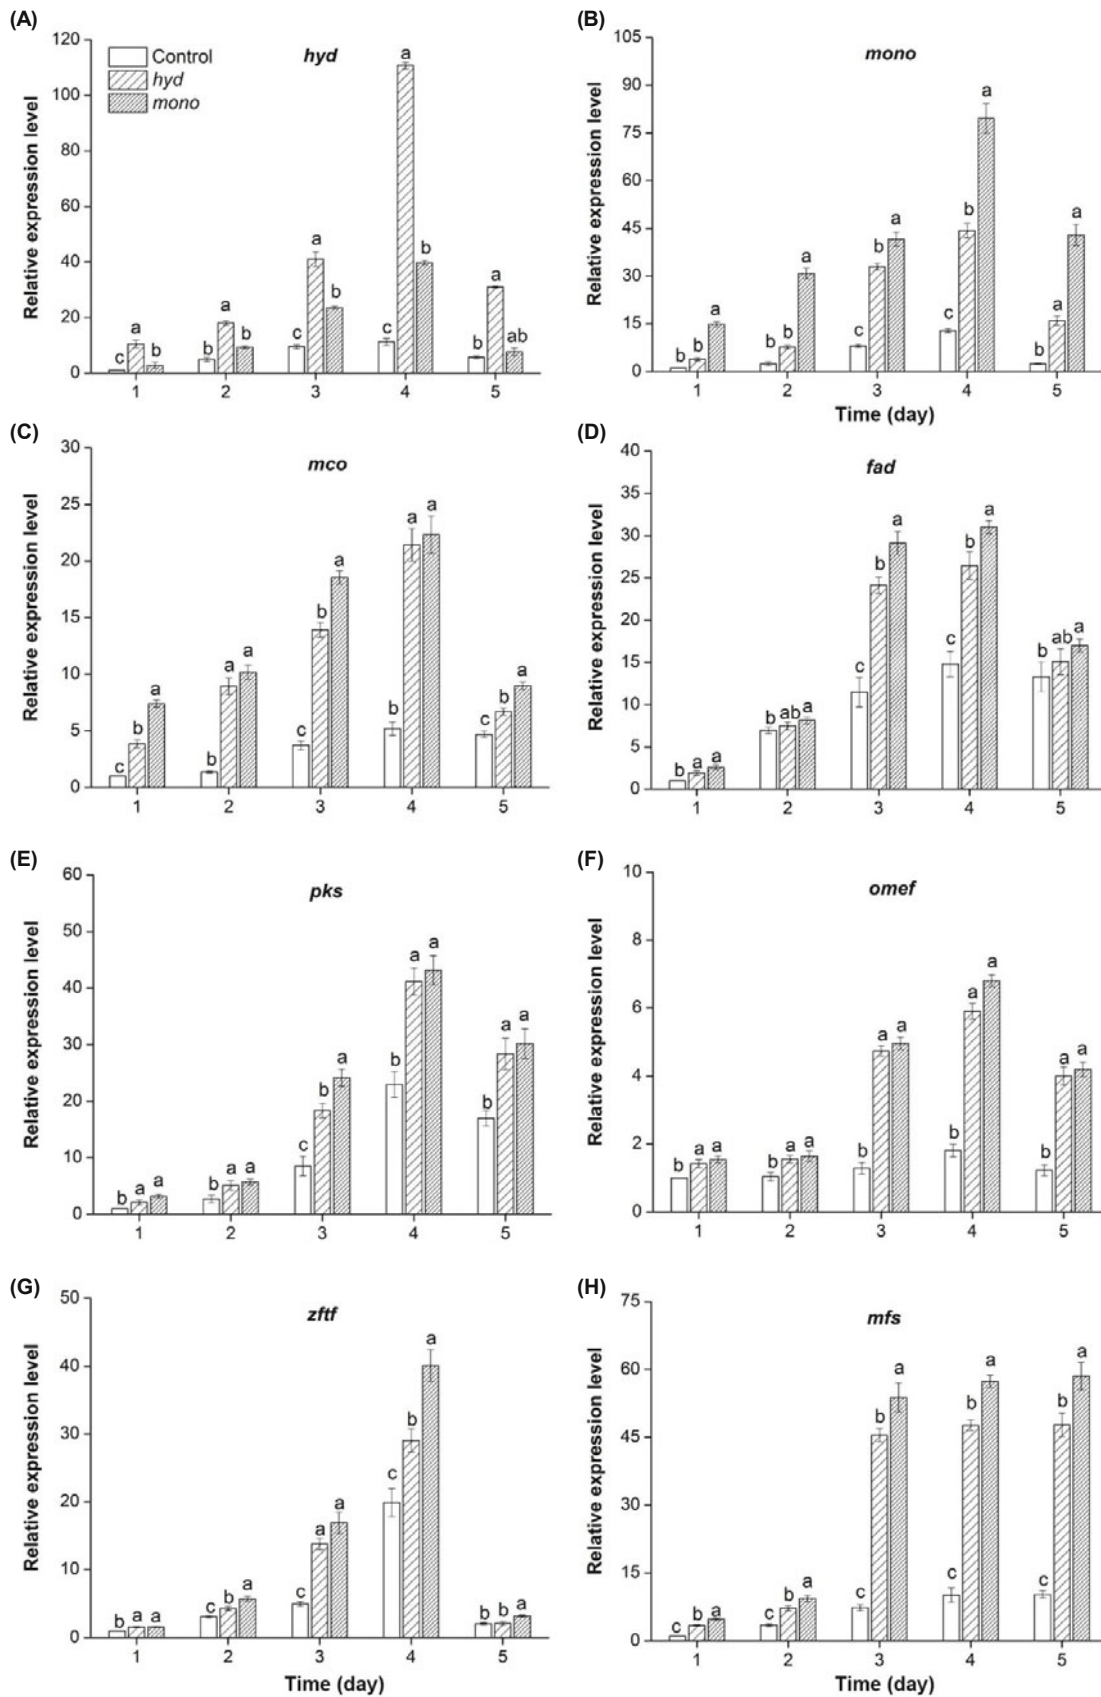 (A)
hyd
Control
hyd
mono
Relative expression level
120
100
80
60
40
20
0
c a b
b a b
c a b
c a b
b a ab
1 2 3 4 5
(B)
mono
Relative expression level
105
90
75
60
45
30
15
0
b b a
b b a
c b a
c b a
b a a
1 2 3 4 5
Time (day)
(C)
mco
Relative expression level
30
25
20
15
10
5
0
c b a
b a a
c b a
b a a
c b a
1 2 3 4 5
(D)
fad
Relative expression level
40
35
30
25
20
15
10
5
0
b a a
b ab a
c b a
c b a
b ab a
1 2 3 4 5
(E)
pks
Relative expression level
60
50
40
30
20
10
0
b a a
b a a
c b a
b a a
b a a
1 2 3 4 5
(F)
omef
Relative expression level
10
8
6
4
2
0
b a a
b a a
b a a
b a a
b a a
1 2 3 4 5
(G)
zftf
Relative expression level
50
40
30
20
10
0
b a a
c b a
c a a
c b a
b b a
1 2 3 4 5
Time (day)
(H)
mfs
Relative expression level
75
60
45
30
15
0
c b a
c b a
c b a
c b a
c b a
1 2 3 4 5
Time (day)